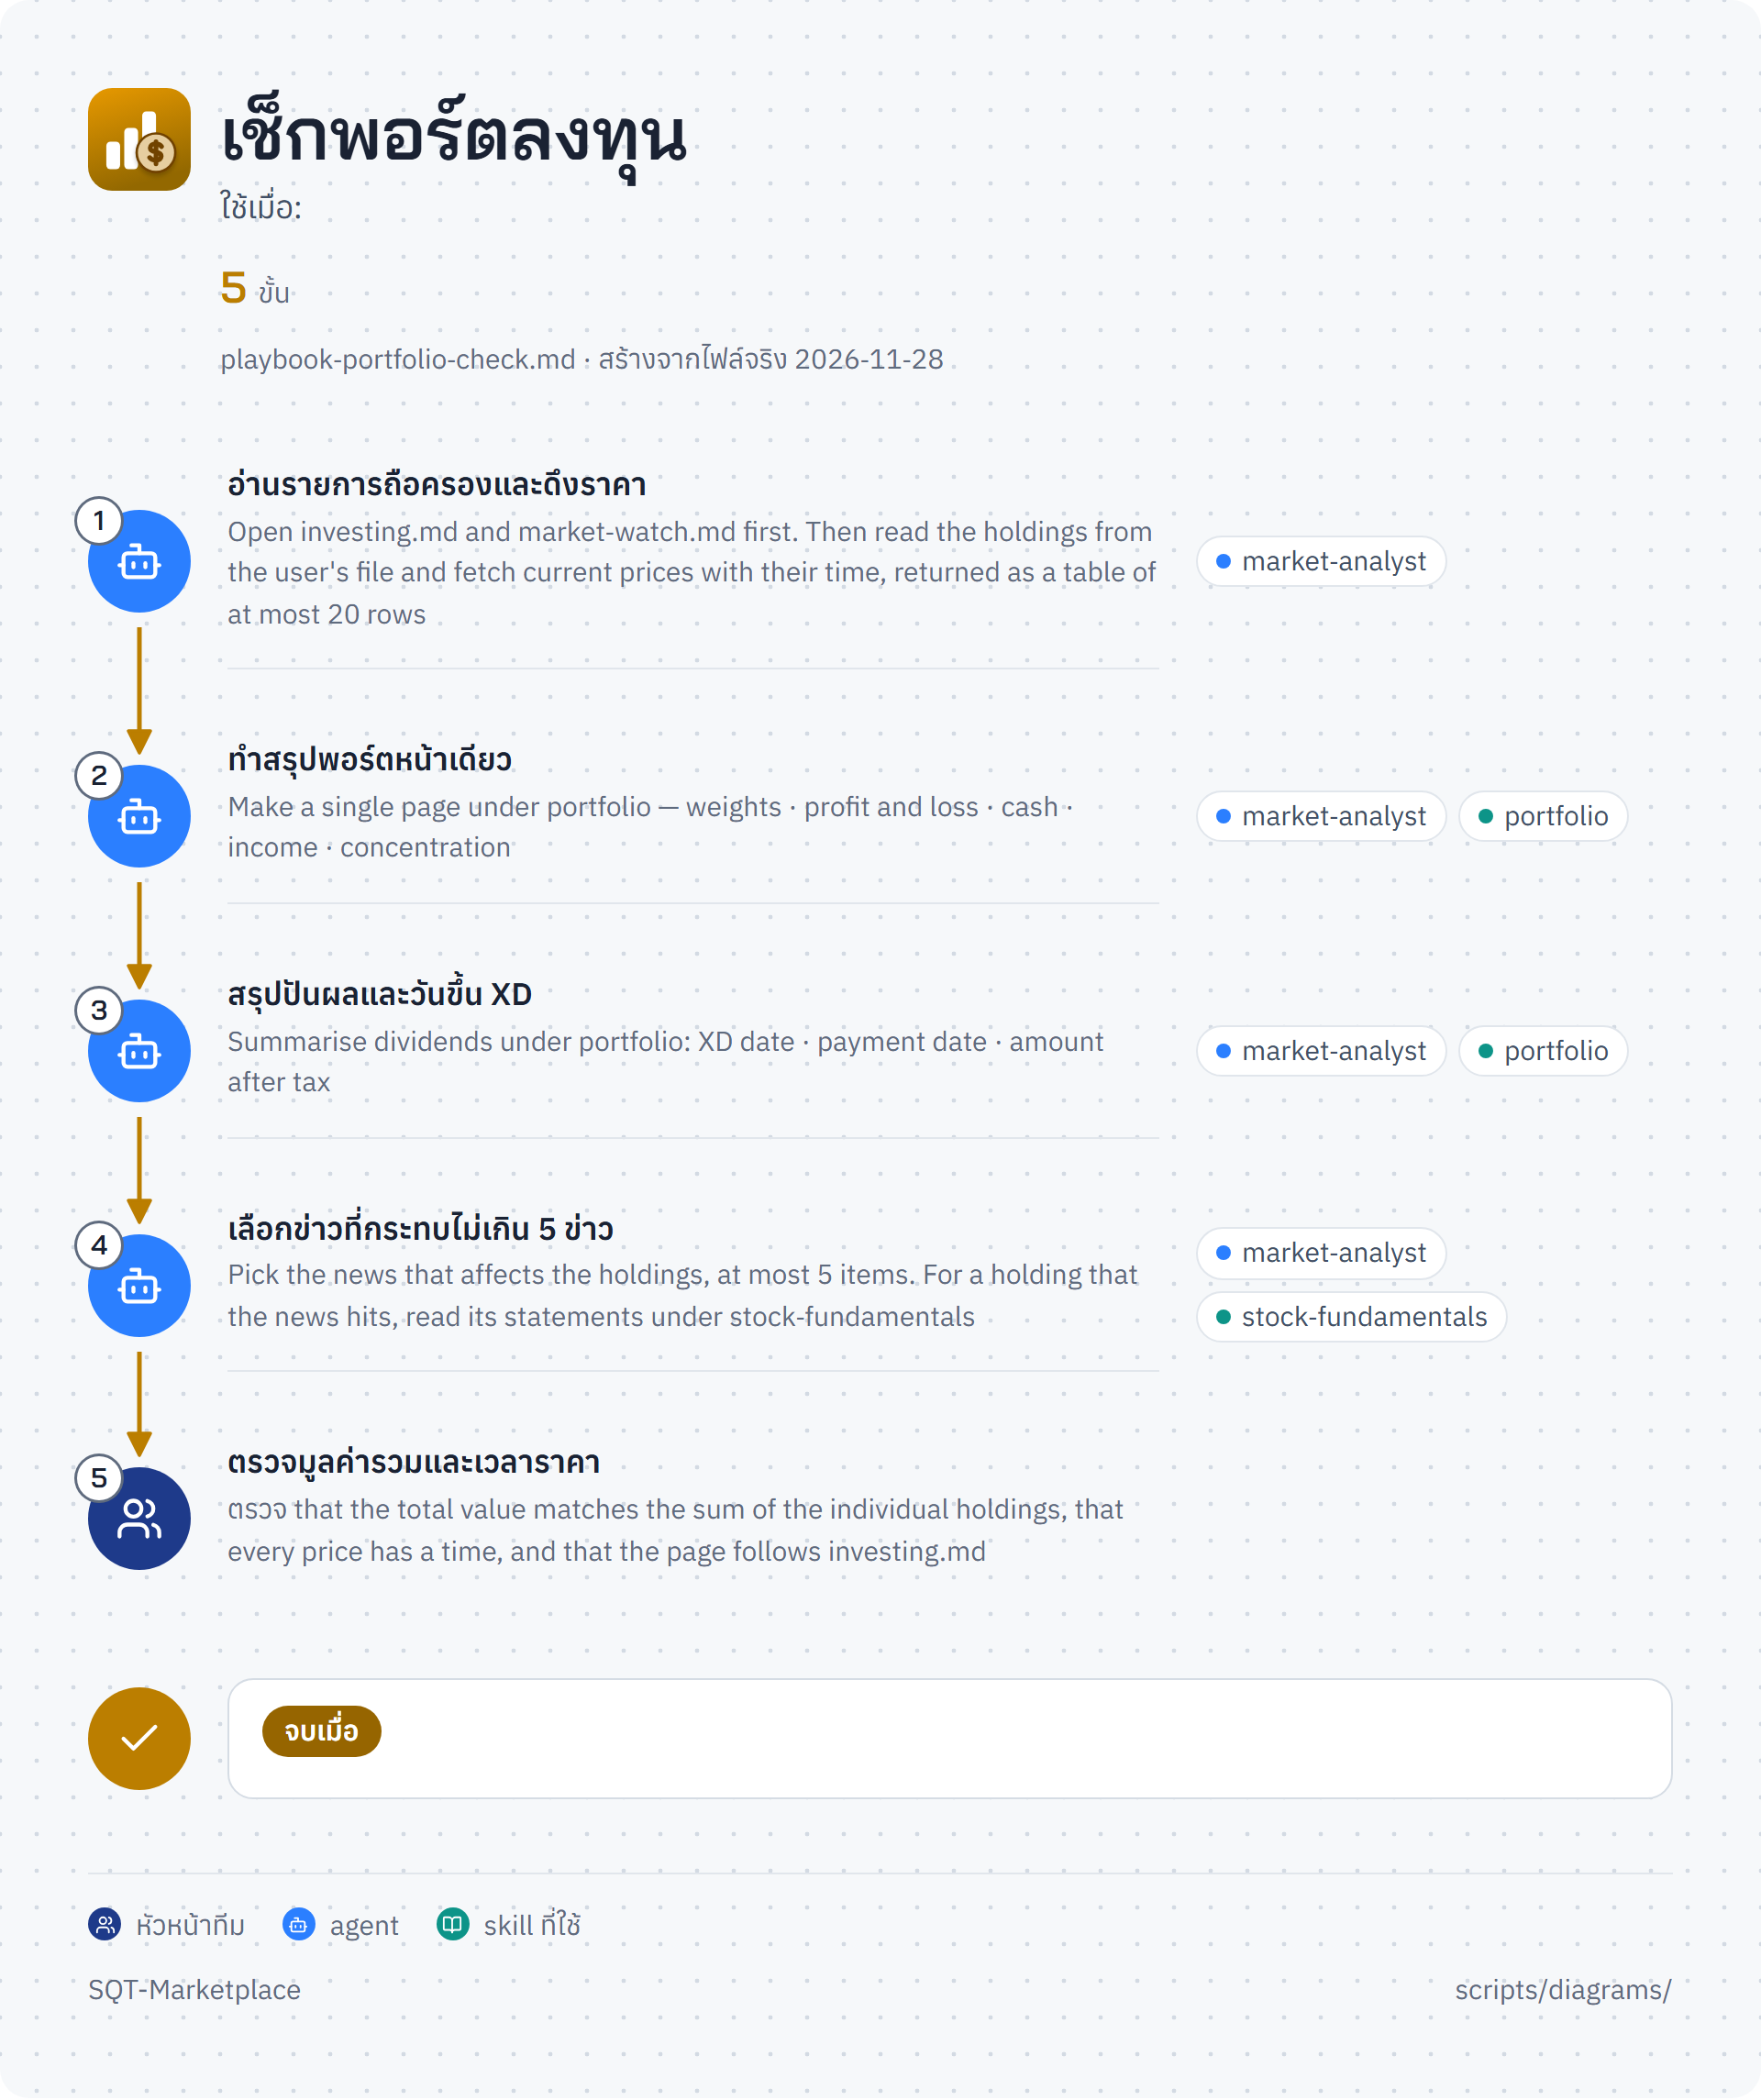 $
เช็กพอร์ตลงทุน
ใช้เมื่อ:
5 ขั้น
playbook-portfolio-check.md · สร้างจากไฟล์จริง 2026-11-28
1
อ่านรายการถือครองและดึงราคา
Open investing.md and market-watch.md first. Then read the holdings from
the user's file and fetch current prices with their time, returned as a table of
at most 20 rows
market-analyst
2
ทำสรุปพอร์ตหน้าเดียว
Make a single page under portfolio — weights · profit and loss · cash ·
income · concentration
market-analyst portfolio
3
สรุปปันผลและวันขึ้น XD
Summarise dividends under portfolio: XD date · payment date · amount
after tax
market-analyst portfolio
4
เลือกข่าวที่กระทบไม่เกิน 5 ข่าว
Pick the news that affects the holdings, at most 5 items. For a holding that
the news hits, read its statements under stock-fundamentals
market-analyst
stock-fundamentals
5
ตรวจมูลค่ารวมและเวลาราคา
ตรวจ that the total value matches the sum of the individual holdings, that
every price has a time, and that the page follows investing.md
จบเมื่อ
หัวหน้าทีม agent skill ที่ใช้
SQT-Marketplace scripts/diagrams/